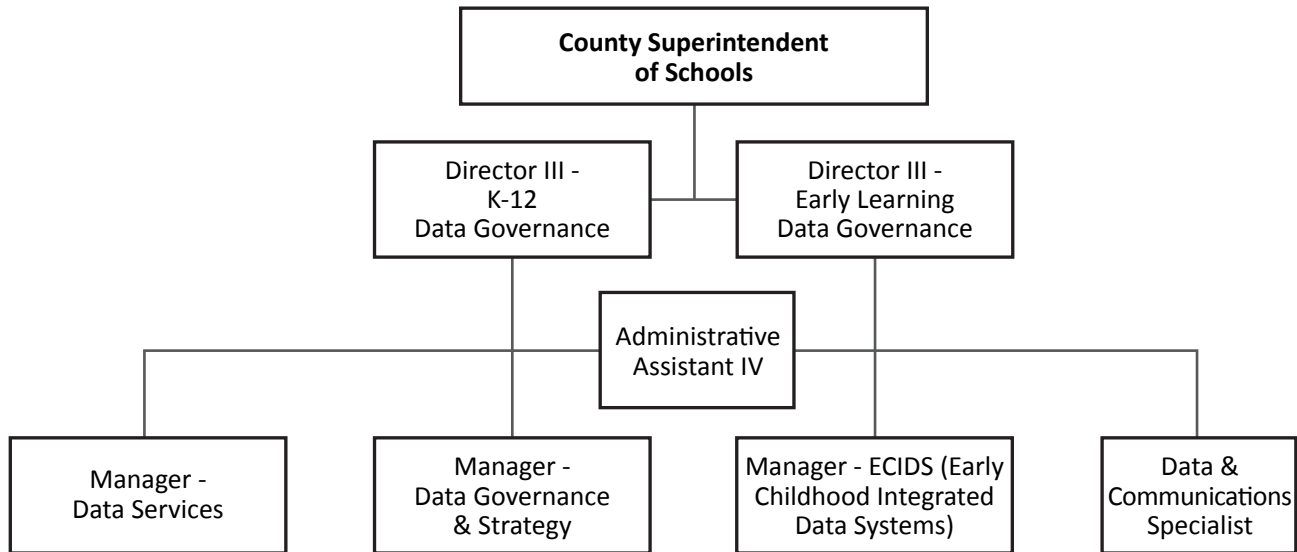 County Superintendent
of Schools
Director III -
K-12
Data Governance
Director III -
Early Learning
Data Governance
Administrative
Assistant IV
Manager -
Data Services
Manager -
Data Governance
& Strategy
Manager - ECIDS (Early
Childhood Integrated
Data Systems)
Data &
Communications
Specialist